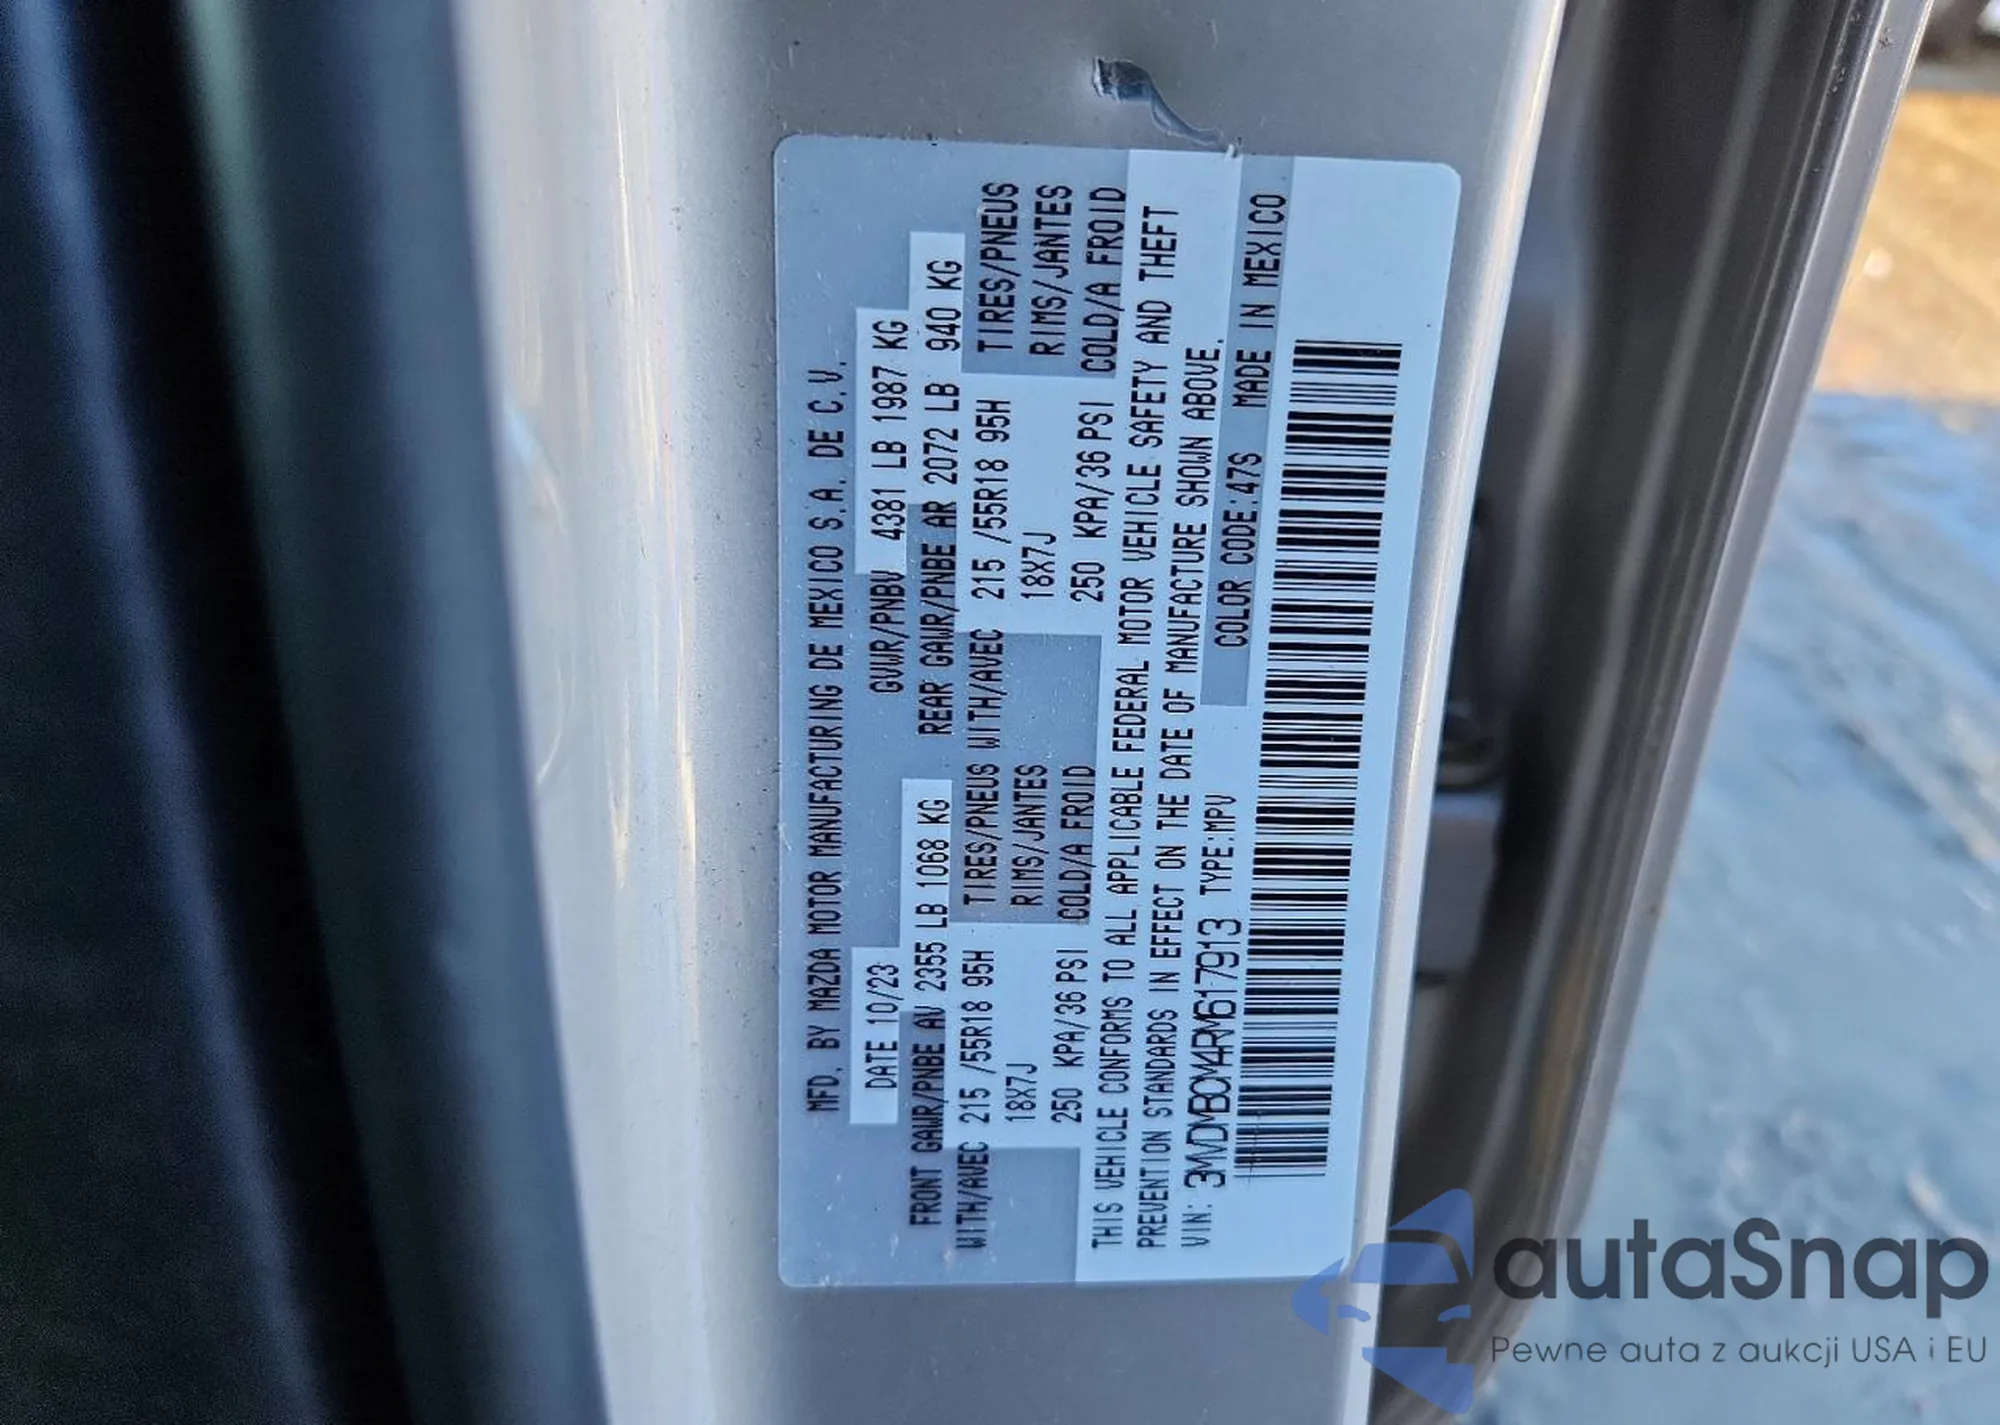 MFD. BY MAZDA MOTOR MANUFACTURING DE MEXICO S.A. DE C.V.
DATE 10/23 GVWR/PNBV 4381 LB 1987 KG
FRONT GAWR/PNBE AV 2355 LB 1068 KG REAR GAWR/PNBE AR 2072 LB 940 KG
WITH/AVEC 215 /55R18 95H TIRES/PNEUS WITH/AVEC 215 /55R18 95H TIRES/PNEUS
18X7J RIMS/JANTES 18X7J RIMS/JANTES
250 KPA/36 PSI COLD/A FROID 250 KPA/36 PSI COLD/A FROID
THIS VEHICLE CONFORMS TO ALL APPLICABLE FEDERAL MOTOR VEHICLE SAFETY AND THEFT
PREVENTION STANDARDS IN EFFECT ON THE DATE OF MANUFACTURE SHOWN ABOVE.
VIN: 3MVDMBCM4RM617913 TYPE:MPV COLOR CODE:47S MADE IN MEXICO
autaSnap
Pewne auta z aukcji USA i EU